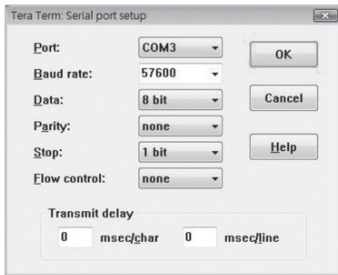 Tera Term: Serial port setup
Port: COM3 OK
Baud rate: 57600
Data: 8 bit Cancel
Parity: none
Stop: 1 bit Help
Flow control: none
Transmit delay
0 msec/char 0 msec/line